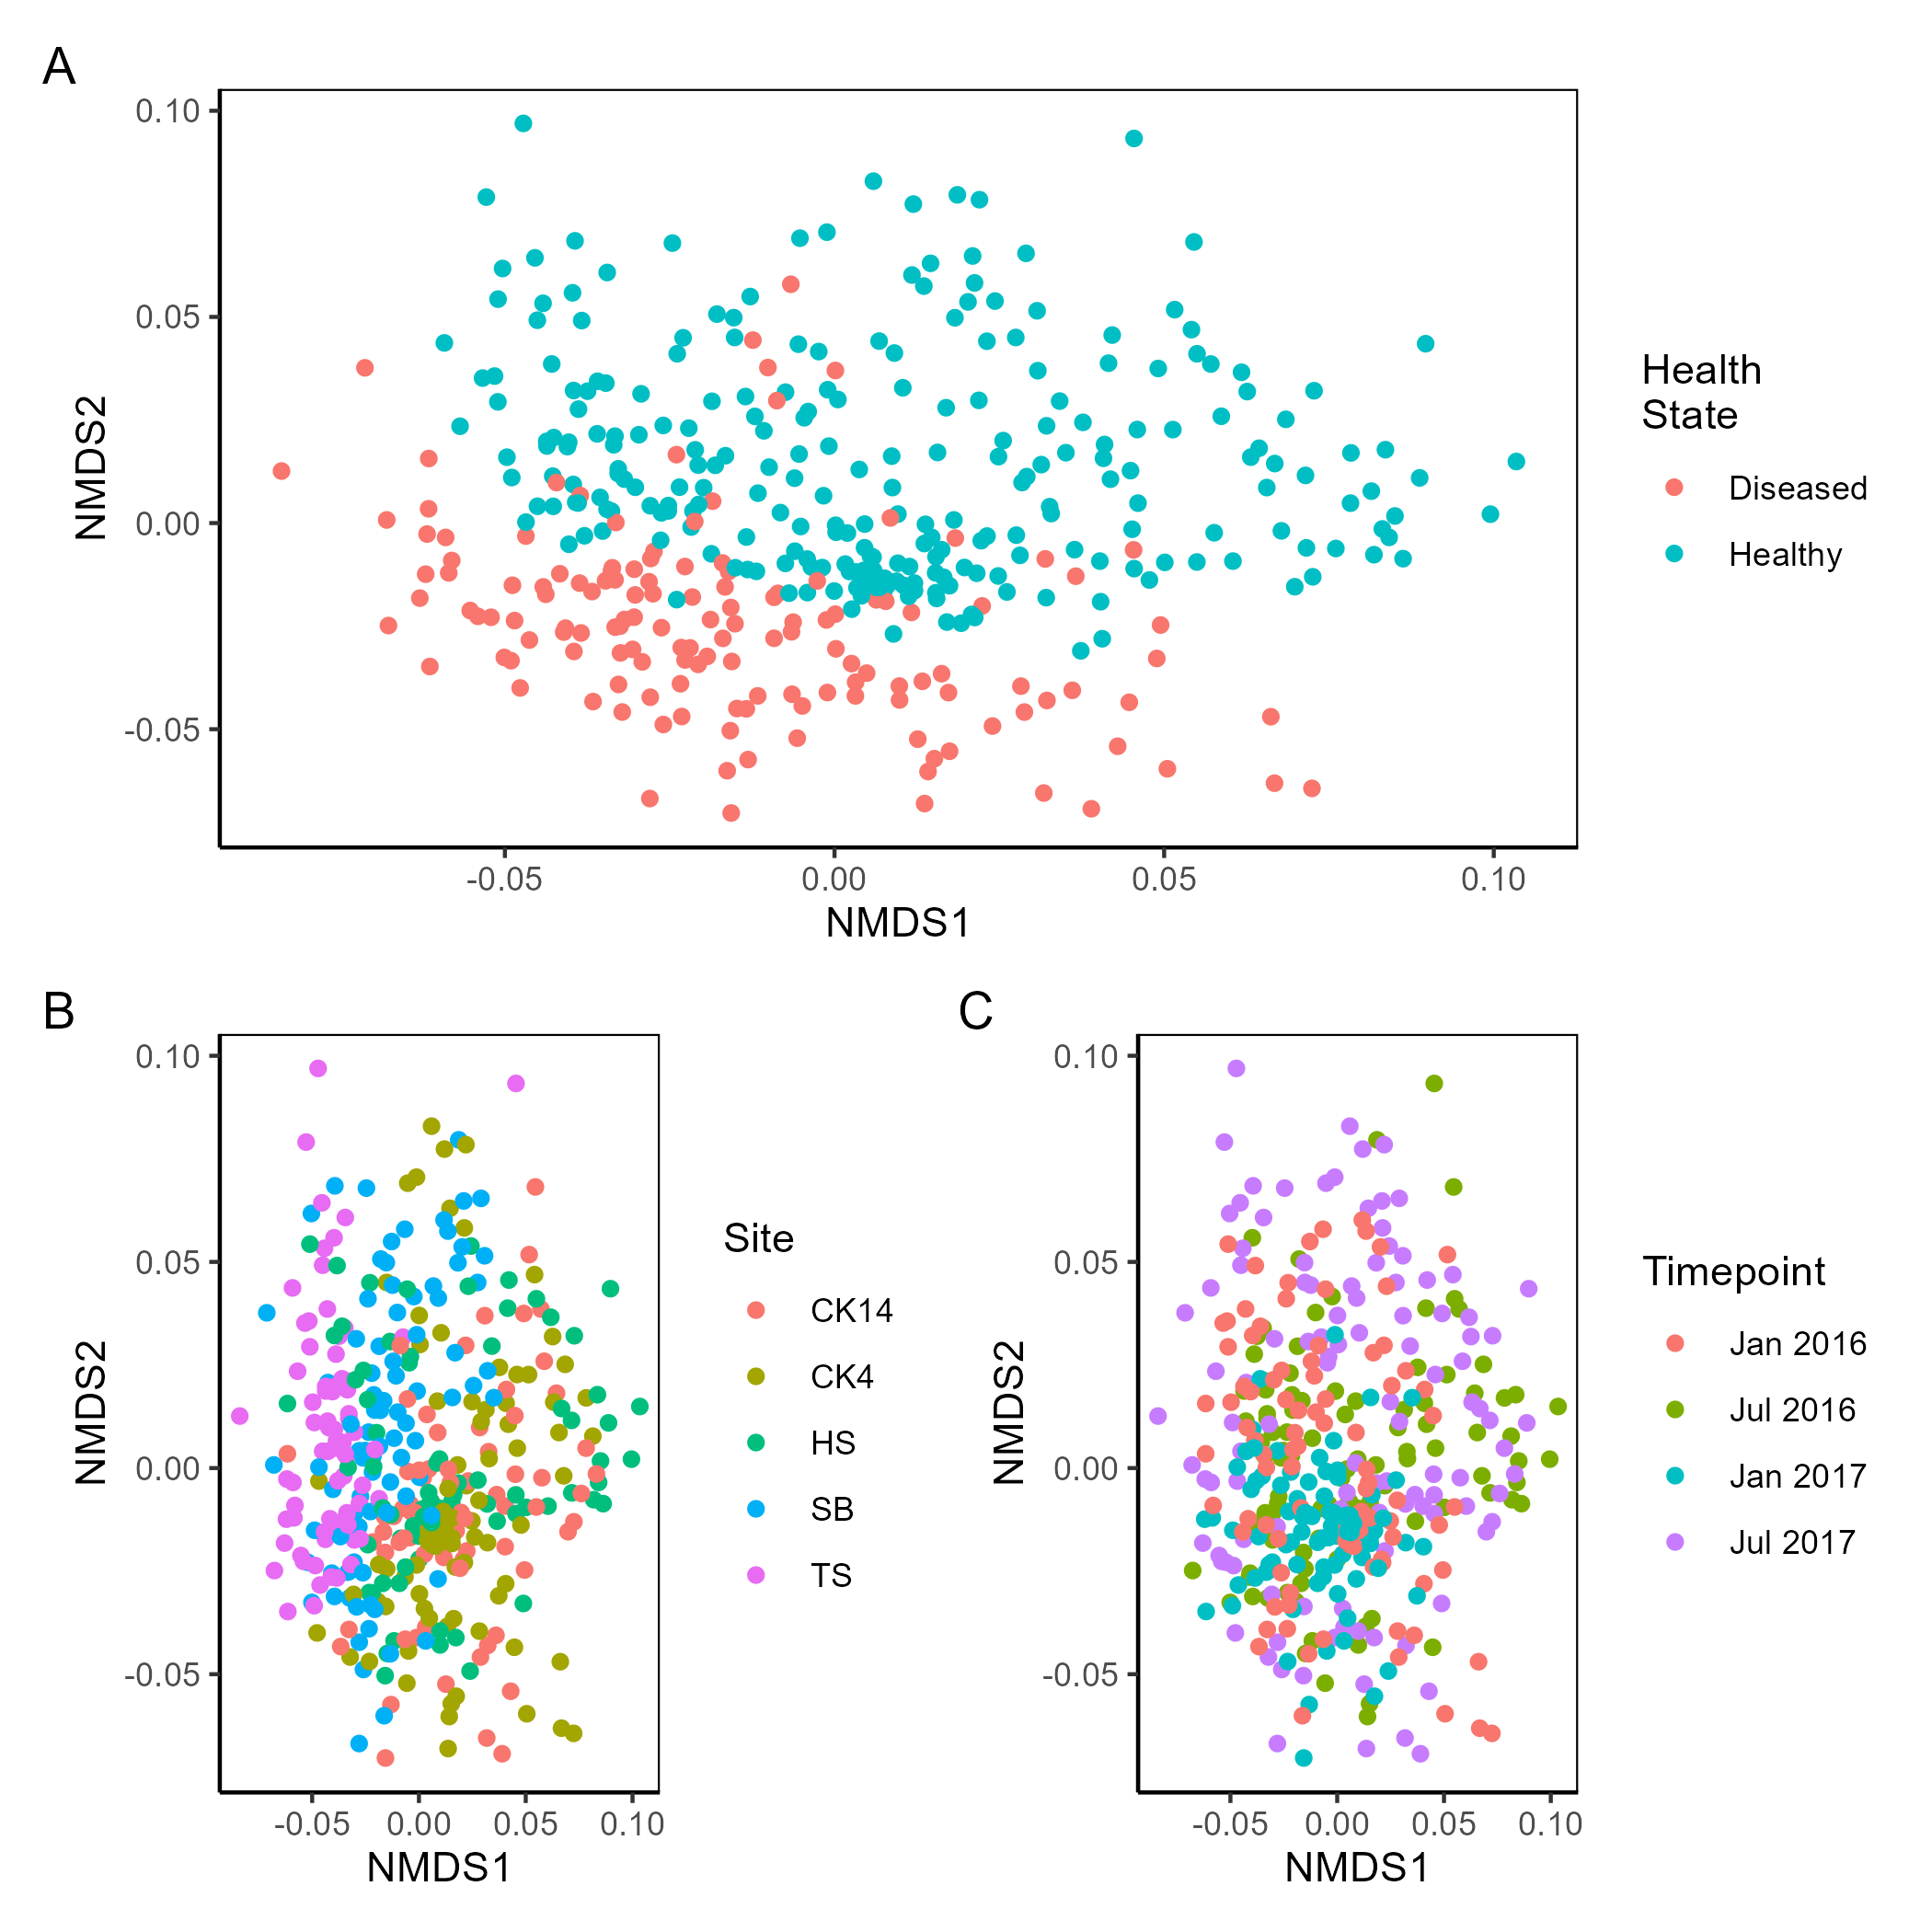 A
0.10
0.05
0.00
-0.05
NMDS2
-0.05 0.00 0.05 0.10
NMDS1
Health
State
Diseased
Healthy
B
0.10
0.05
0.00
-0.05
NMDS2
-0.05 0.00 0.05 0.10
NMDS1
Site
CK14
CK4
HS
SB
TS
C
0.10
0.05
0.00
-0.05
NMDS2
-0.05 0.00 0.05 0.10
NMDS1
Timepoint
Jan 2016
Jul 2016
Jan 2017
Jul 2017